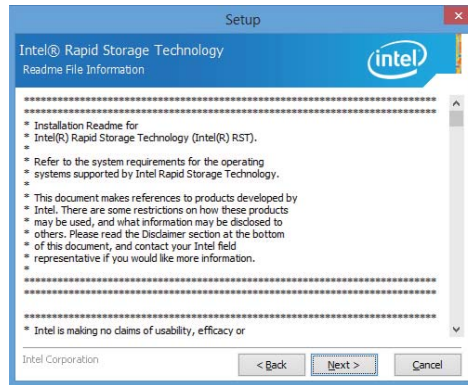 Setup
Intel® Rapid Storage Technology
Readme File Information
intel
****************************************************************************
****************************************************************************
* Installation Readme for
* Intel(R) Rapid Storage Technology (Intel(R) RST).
*
* Refer to the system requirements for the operating
* systems supported by Intel Rapid Storage Technology.
*
* This document makes references to products developed by
* Intel. There are some restrictions on how these products
* may be used, and what information may be disclosed to
* others. Please read the Disclaimer section at the bottom
* of this document, and contact your Intel field
* representative if you would like more information.
*
****************************************************************************
****************************************************************************
****************************************************************************
* Intel is making no claims of usability, efficacy or
Intel Corporation
< Back
Next >
Cancel